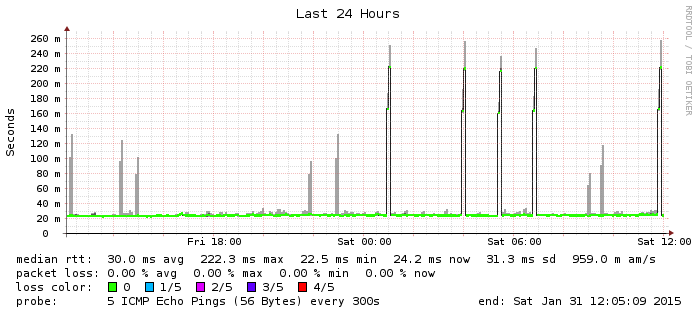 Last 24 Hours
RRDTOOL / TOBI OETIKER
Seconds
260 m
240 m
220 m
200 m
180 m
160 m
140 m
120 m
100 m
80 m
60 m
40 m
20 m
0
Fri 18:00 Sat 00:00 Sat 06:00 Sat 12:00
median rtt: 30.0 ms avg 222.3 ms max 22.5 ms min 24.2 ms now 31.3 ms sd 959.0 m am/s
packet loss: 0.00 % avg 0.00 % max 0.00 % min 0.00 % now
loss color: 0 1/5 2/5 3/5 4/5
probe: 5 ICMP Echo Pings (56 Bytes) every 300s end: Sat Jan 31 12:05:09 2015